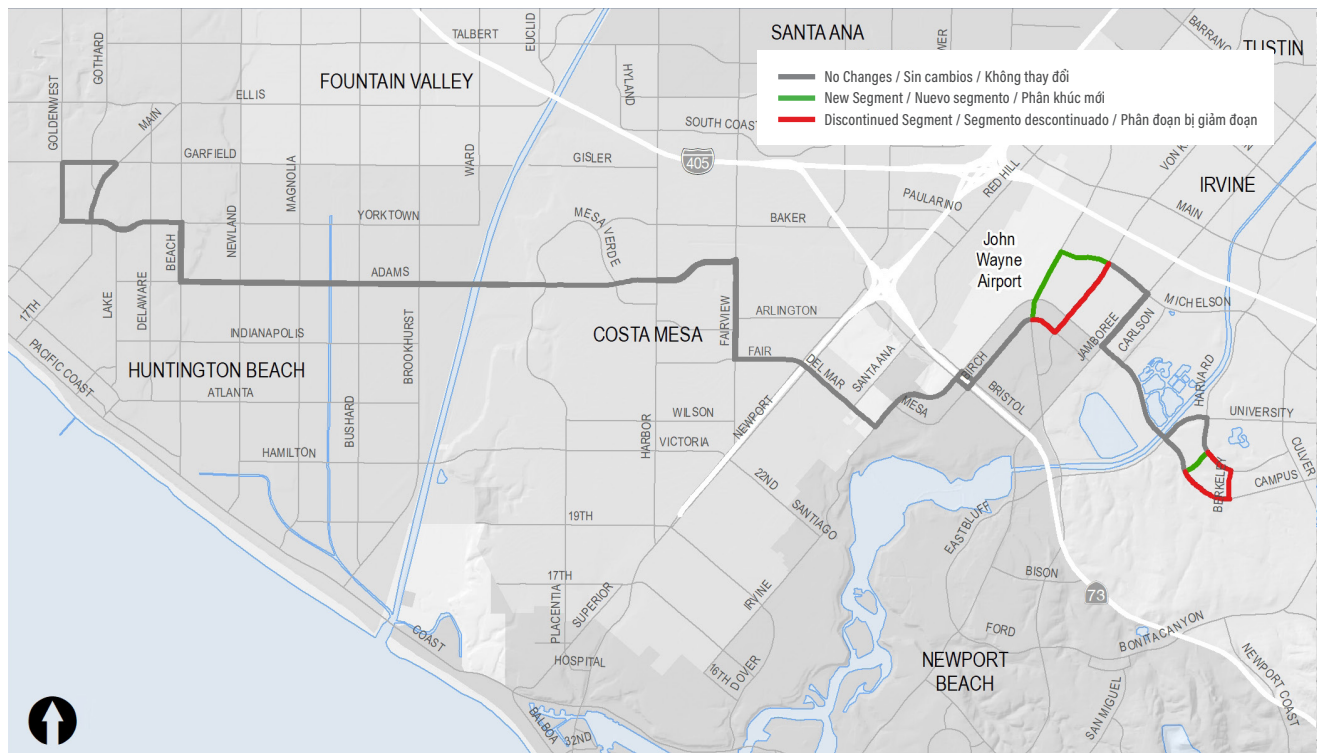 SANTA ANA
TUSTIN
BARRANC
TALBERT
EUCLID
GOTHARD
GOLDENWEST
FOUNTAIN VALLEY
No Changes / Sin cambios / Không thay đổi
New Segment / Nuevo segmento / Phân khúc mới
Discontinued Segment / Segmento descontinuado / Phân đoạn bị giảm đoạn
HYLAND
ELLIS
MAIN
SOUTH COAST
GARFIELD
MAGNOLIA
WARD
GISLER
405
VON K
RED HILL
PAULARINO
IRVINE
MAIN
YORKTOWN
NEWLAND
BEACH
MESA VERDE
BAKER
John
Wayne
Airport
ADAMS
LAKE
DELAWARE
17TH
INDIANAPOLIS
BROOKHURST
COSTA MESA
FAIRVIEW
ARLINGTON
FAIR
MICHELSON
CARLSON
JAMBOREE
PACIFIC COAST
HUNTINGTON BEACH
ATLANTA
DEL MAR
SANTA ANA
BIRCH
BRISTOL
MESA
HARVARD
UNIVERSITY
BUSHARD
HAMILTON
HARBOR
WILSON
VICTORIA
NEWPORT
CULVER
BERKELEY
CAMPUS
22ND
SANTIAGO
19TH
EASTBLUFF
BISON
73
17TH
PLACENTIA
SUPERIOR
IRVINE
FORD
BONITA CANYON
COAST
HOSPITAL
16TH
DOVER
NEWPORT
BEACH
NEWPORT COAST
SAN MIGUEL
BALBOA
32ND